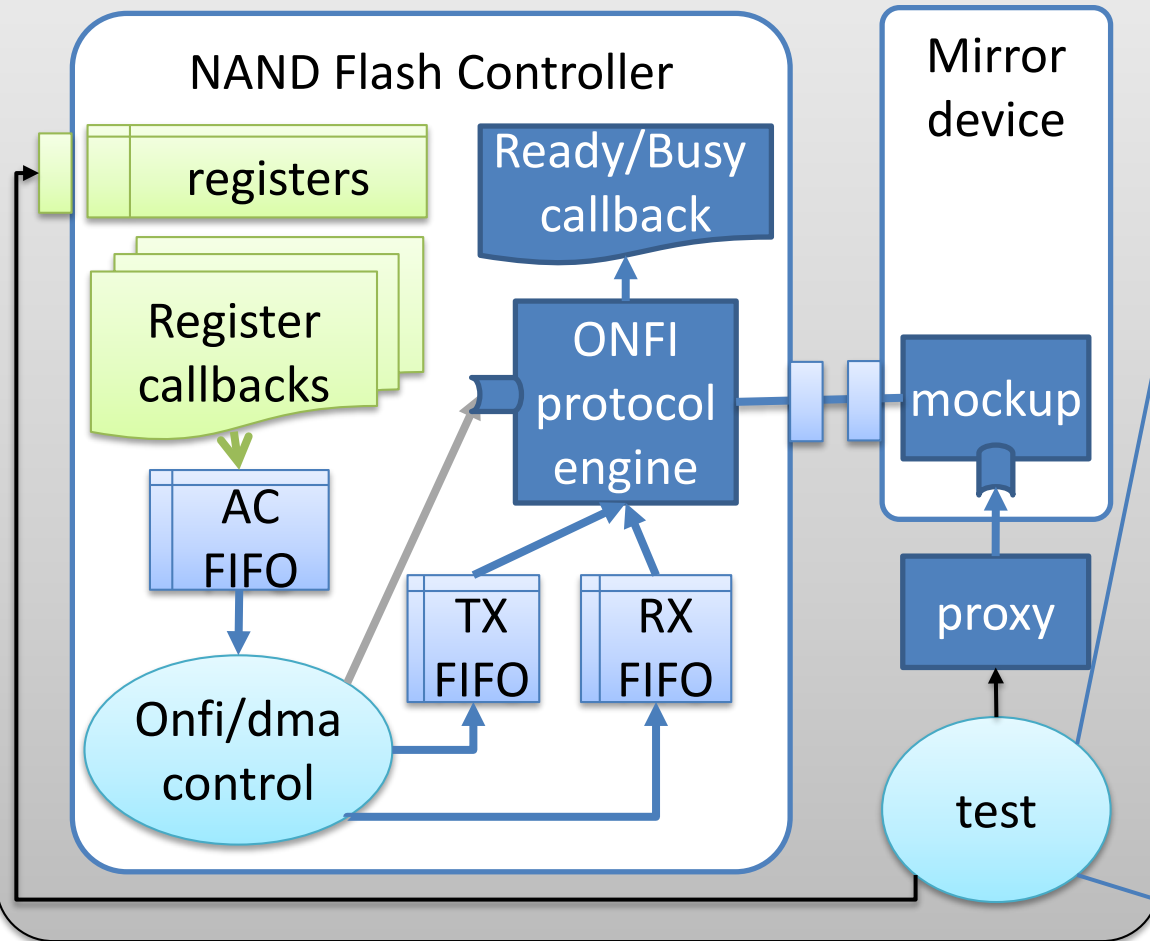 NAND Flash Controller
registers
Register
callbacks
AC
FIFO
Onfi/dma
control
Ready/Busy
callback
ONFI
protocol
engine
TX
FIFO
RX
FIFO
Mirror
device
mockup
proxy
test